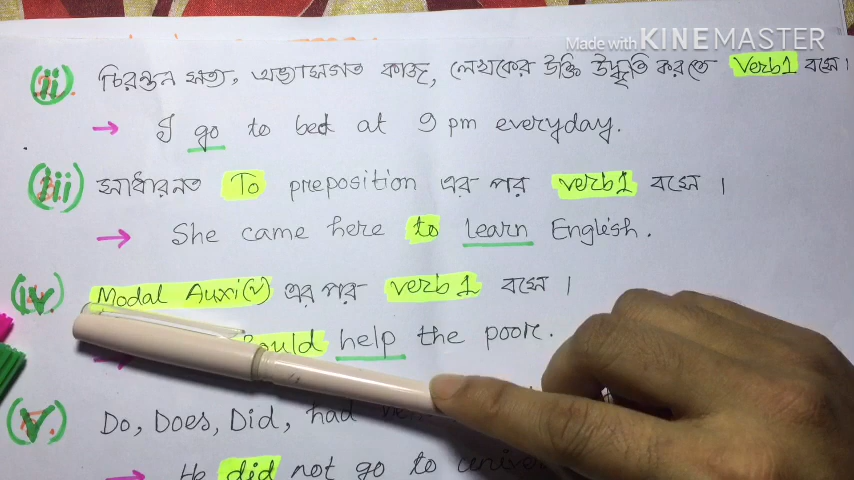 Made with KINEMASTER
(ii) চিরন্তন সত্য, অভ্যাসগত কাজ, লেখকের উক্তি উদ্ধৃতি করতে Verb1 বসে।
→ I go to bed at 9 pm everyday.
(iii) সাধারনত To preposition এর পর verb1 বসে।
→ She came here to learn English.
(iv) Modal Auxi(v) এর পর verb1 বসে।
help the poor.
(v) Do, Does, Did, had
→ He did not go to